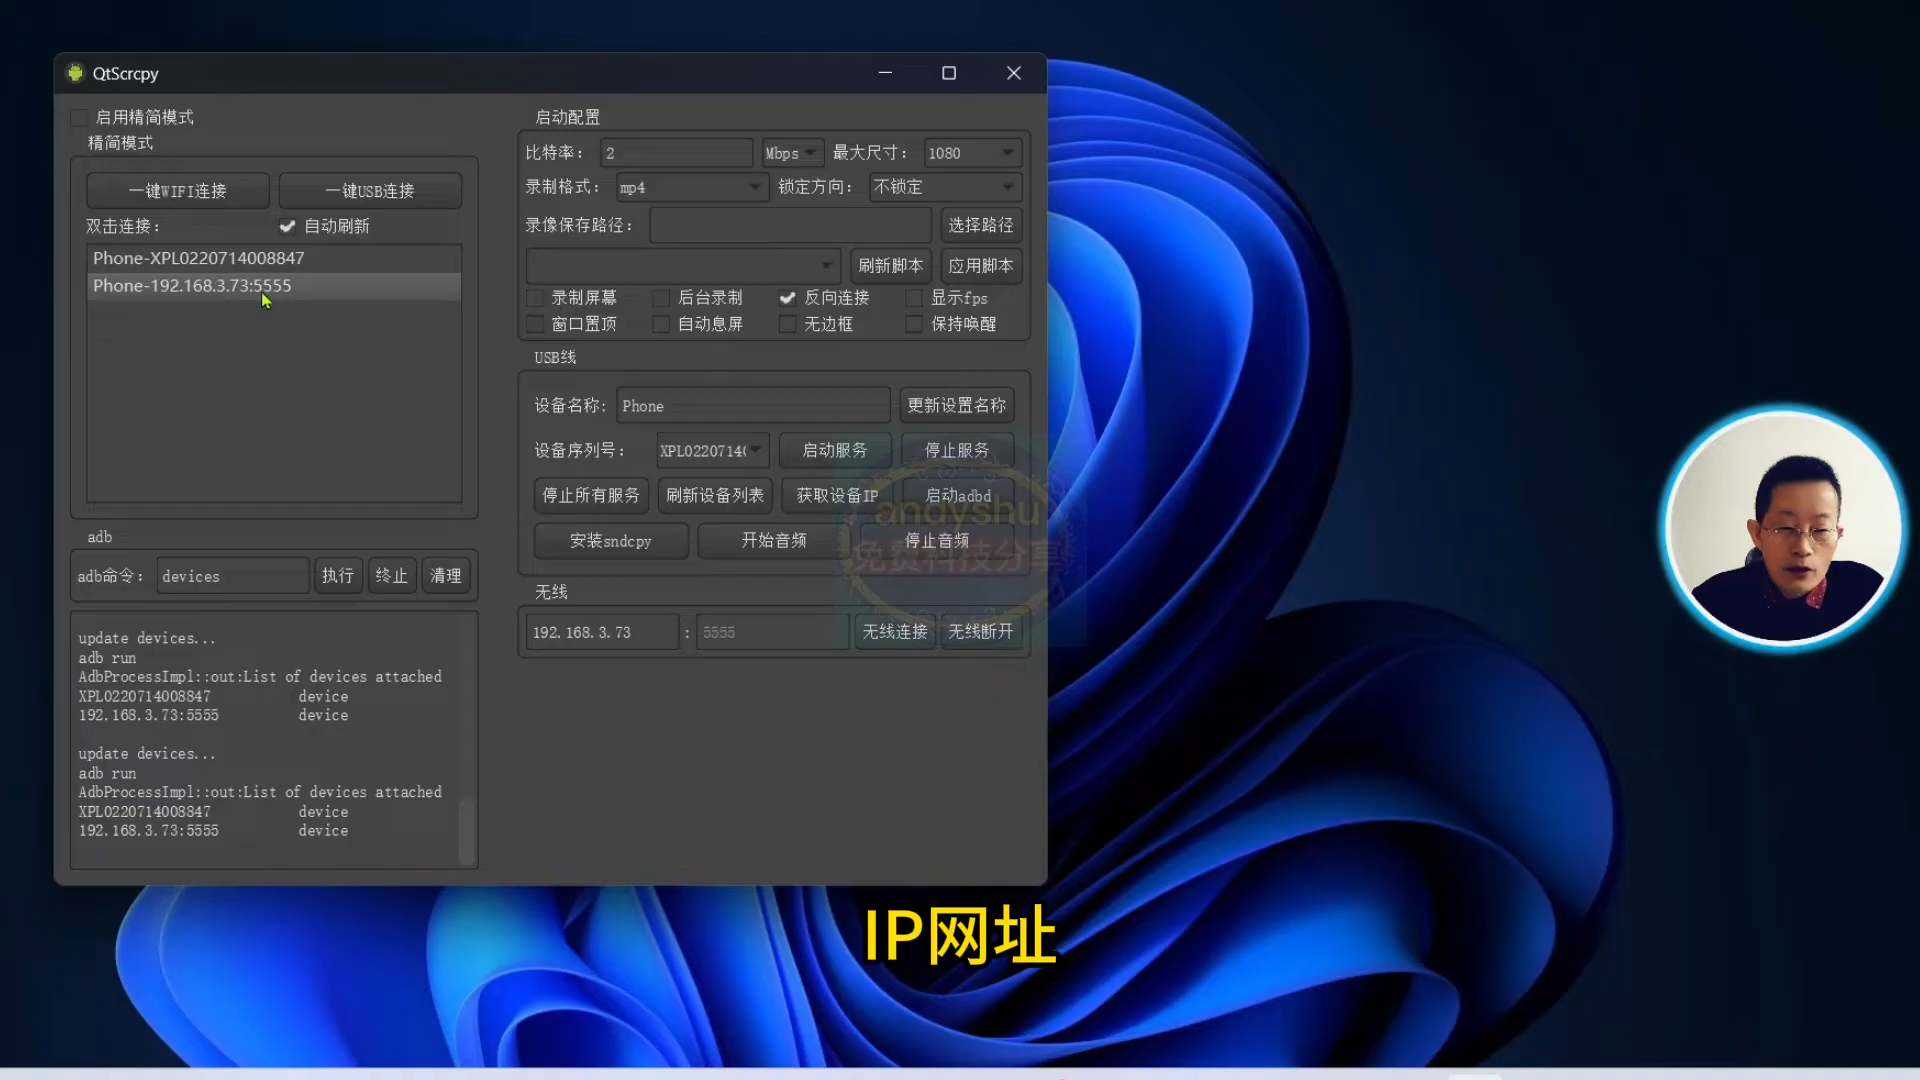 QtScrcpy
启用精简模式
精简模式
一键WIFI连接
一键USB连接
双击连接：
自动刷新
Phone-XPL0220714008847
Phone-192.168.3.73:5555
adb
adb命令：
devices
执行
终止
清理
update devices...
adb run
AdbProcessImpl::out:List of devices attached
XPL0220714008847 device
192.168.3.73:5555 device
update devices...
adb run
AdbProcessImpl::out:List of devices attached
XPL0220714008847 device
192.168.3.73:5555 device
启动配置
比特率： 2 Mbps 最大尺寸： 1080
录制格式： mp4 锁定方向： 不锁定
录像保存路径： 选择路径
刷新脚本 应用脚本
录制屏幕 后台录制 反向连接 显示fps
窗口置顶 自动息屏 无边框 保持唤醒
USB线
设备名称: Phone 更新设置名称
设备序列号： XPL02207140 启动服务 停止服务
停止所有服务 刷新设备列表 获取设备IP 启动adbd
安装sndcpy 开始音频 停止音频
无线
192.168.3.73 : 5555 无线连接 无线断开
andyshu
免费科技分享
IP网址